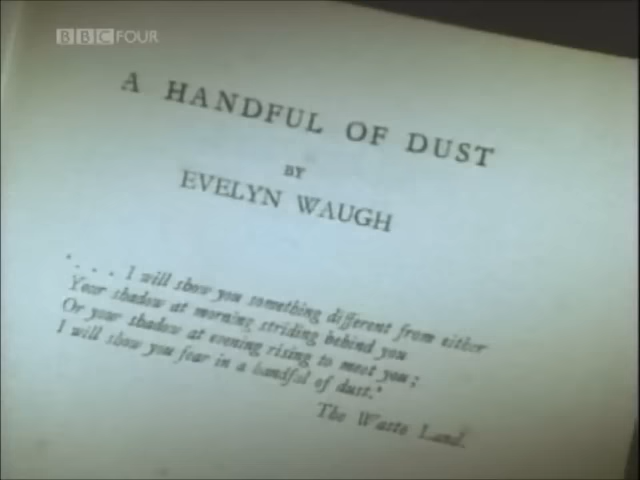 BBC FOUR
A HANDFUL OF DUST
BY
EVELYN WAUGH
'. . . I will show you something different from either
Your shadow at morning striding behind you
Or your shadow at evening rising to meet you;
I will show you fear in a handful of dust.'
The Waste Land.